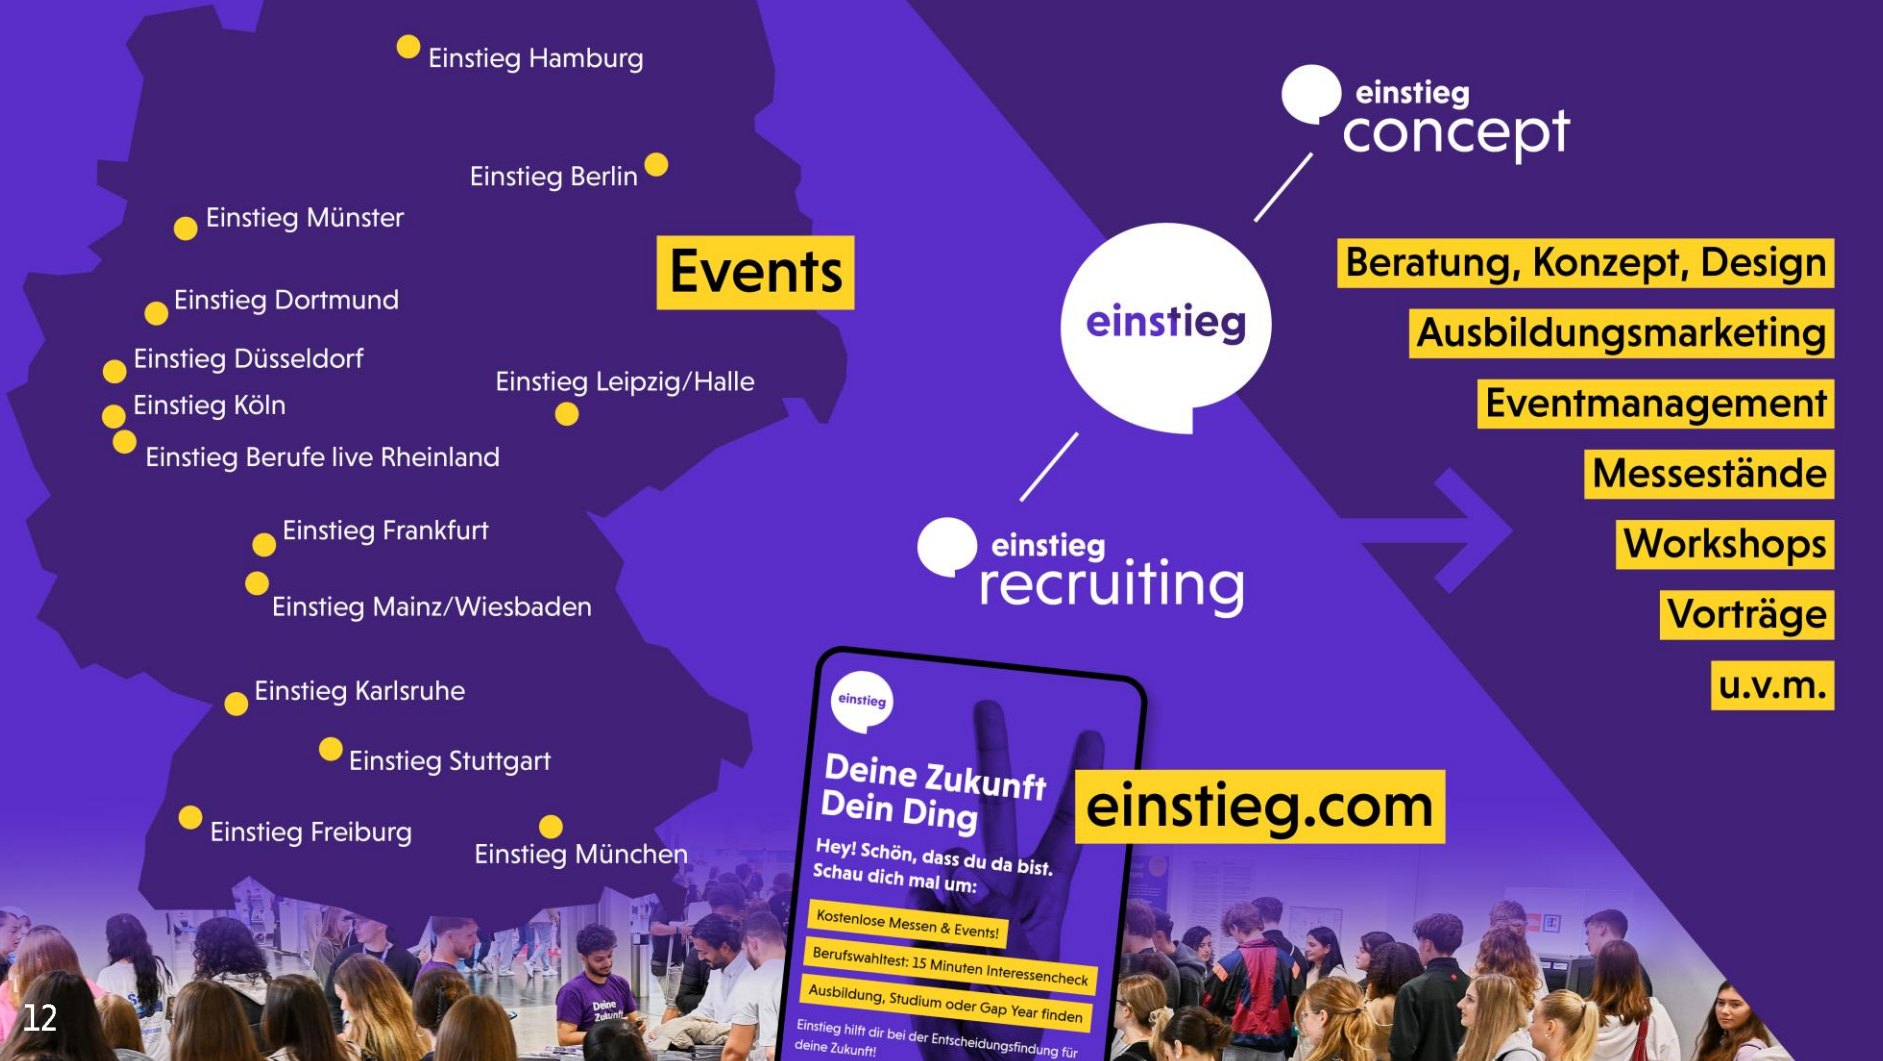 Einstieg Hamburg
Einstieg Berlin
Einstieg Münster
Events
Einstieg Dortmund
Einstieg Düsseldorf
Einstieg Leipzig/Halle
Einstieg Köln
Einstieg Berufe live Rheinland
Einstieg Frankfurt
Einstieg Mainz/Wiesbaden
Einstieg Karlsruhe
Einstieg Stuttgart
Einstieg Freiburg
Einstieg München
einstieg
concept
einstieg
einstieg
recruiting
Beratung, Konzept, Design
Ausbildungsmarketing
Eventmanagement
Messestände
Workshops
Vorträge
u.v.m.
einstieg
Deine Zukunft
Dein Ding
Hey! Schön, dass du da bist.
Schau dich mal um:
Kostenlose Messen & Events!
Berufswahltest: 15 Minuten Interessencheck
Ausbildung, Studium oder Gap Year finden
Einstieg hilft dir bei der Entscheidungsfindung für
deine Zukunft!
einstieg.com
Deine
Zukunft
12